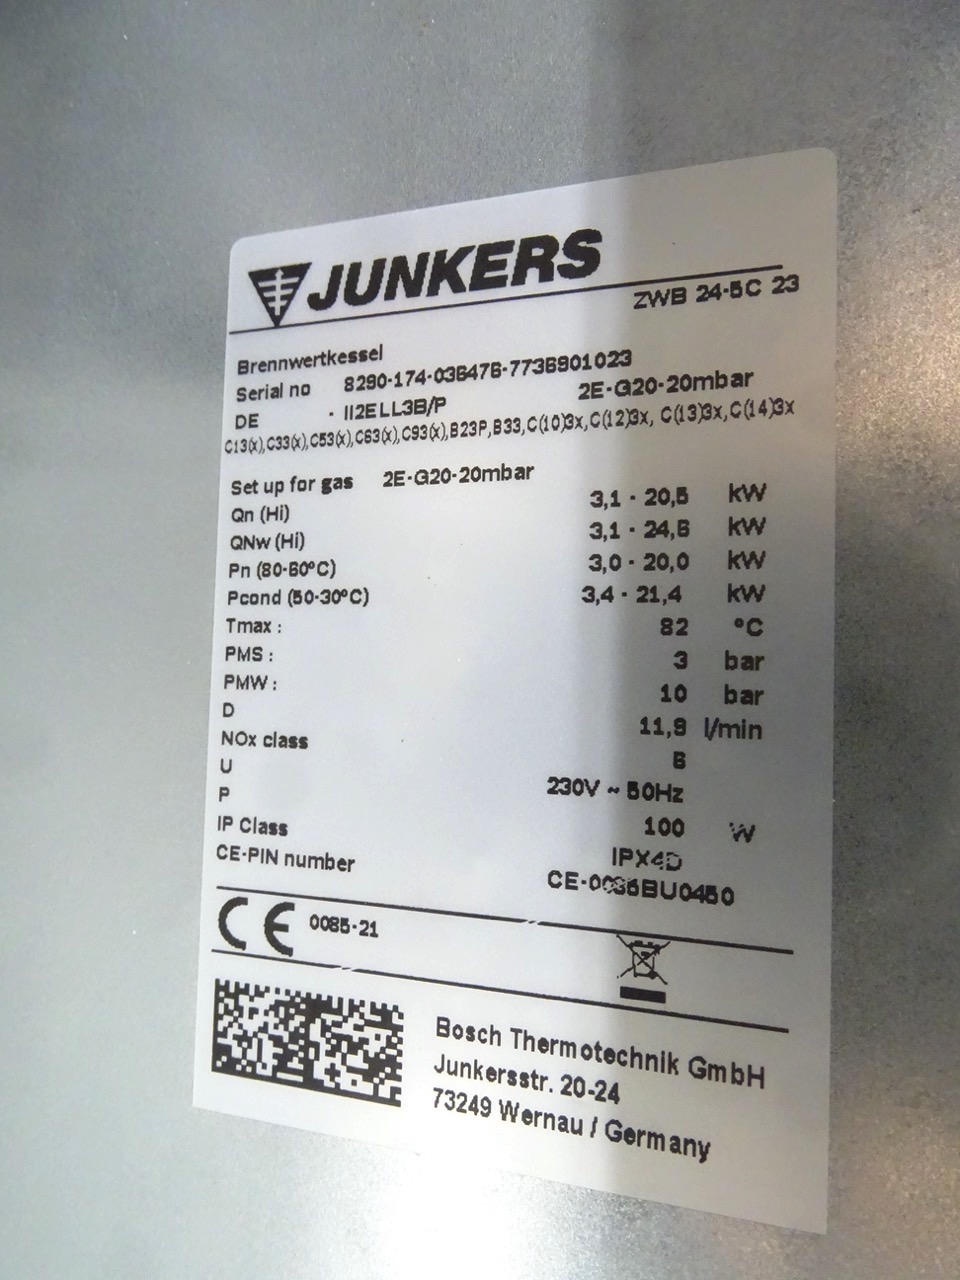 JUNKERS
ZWB 24-5C 23
Brennwertkessel
Serial no 8290-174-036476-7736901023
DE · II2ELL3B/P 2E-G20-20mbar
C13(x),C33(x),C53(x),C63(x),C93(x),B23P,B33,C(10)3x,C(12)3x, C(13)3x,C(14)3x
Set up for gas 2E-G20-20mbar
Qn (Hi) 3,1 - 20,5 kW
QNw (Hi) 3,1 - 24,6 kW
Pn (80-60°C) 3,0 - 20,0 kW
Pcond (50-30°C) 3,4 - 21,4 kW
Tmax : 82 °C
PMS : 3 bar
PMW : 10 bar
D 11,9 l/min
NOx class 6
U 230V ~ 50Hz
P 100 W
IP Class IPX4D
CE-PIN number CE-0085BU0450
CE 0085-21
Bosch Thermotechnik GmbH
Junkersstr. 20-24
73249 Wernau / Germany